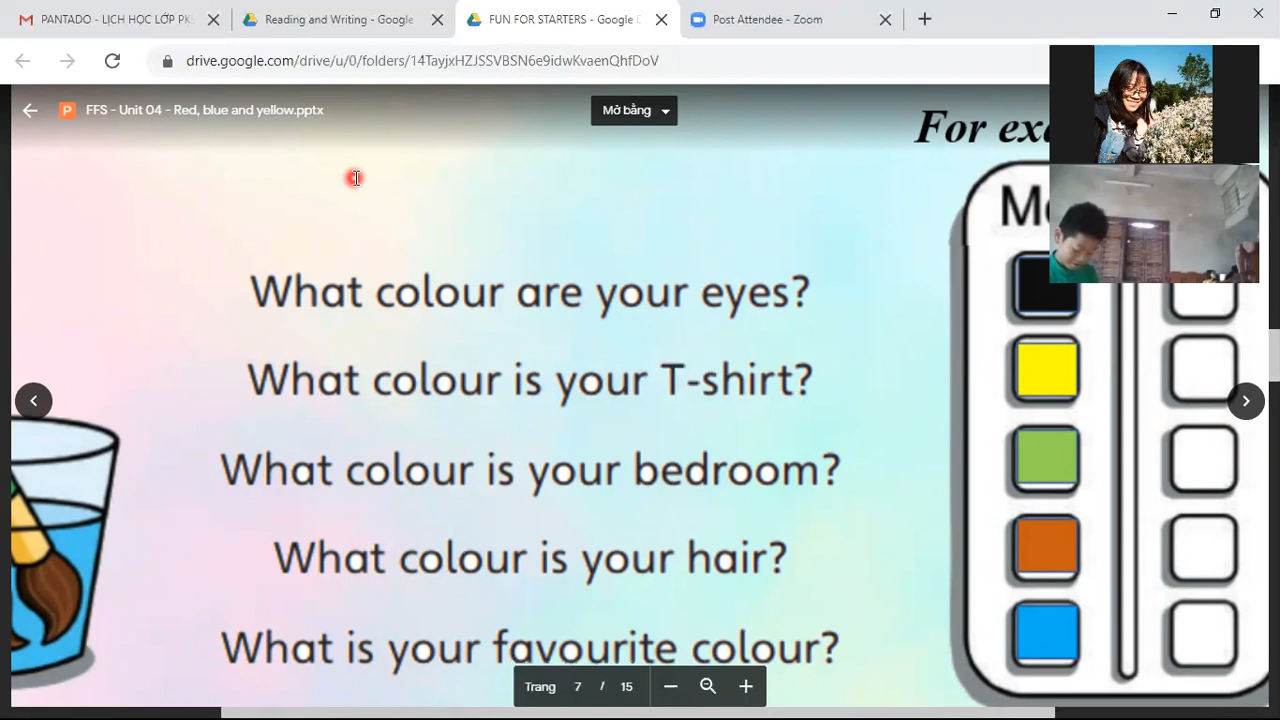 PANTADO - LỊCH HỌC LỚP PK
Reading and Writing - Google
FUN FOR STARTERS - Google
Post Attendee - Zoom
drive.google.com/drive/u/0/folders/14TayjxHZJSSVBSN6e9idwKvaenQhfDoV
FFS - Unit 04 - Red, blue and yellow.pptx
Mở bằng
For
What colour are your eyes?
What colour is your T-shirt?
What colour is your bedroom?
What colour is your hair?
What is your favourite colour?
Trang 7 / 15